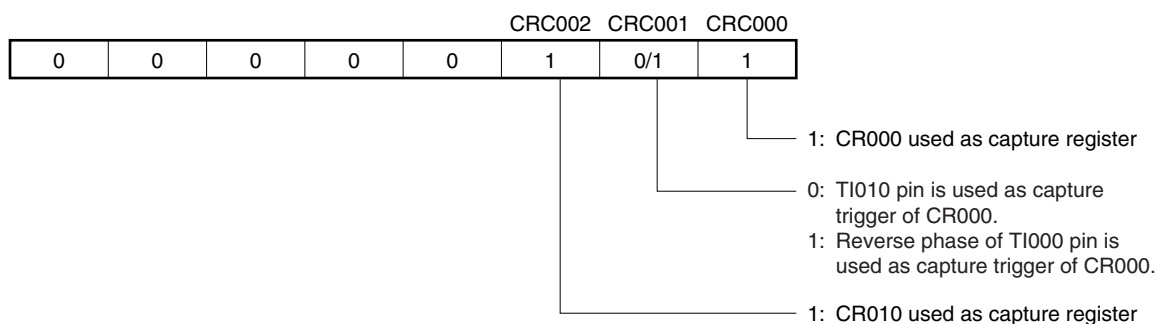 CRC002 CRC001 CRC000
0 0 0 0 0 1 0/1 1
1: CR000 used as capture register
0: TI010 pin is used as capture
trigger of CR000.
1: Reverse phase of TI000 pin is
used as capture trigger of CR000.
1: CR010 used as capture register